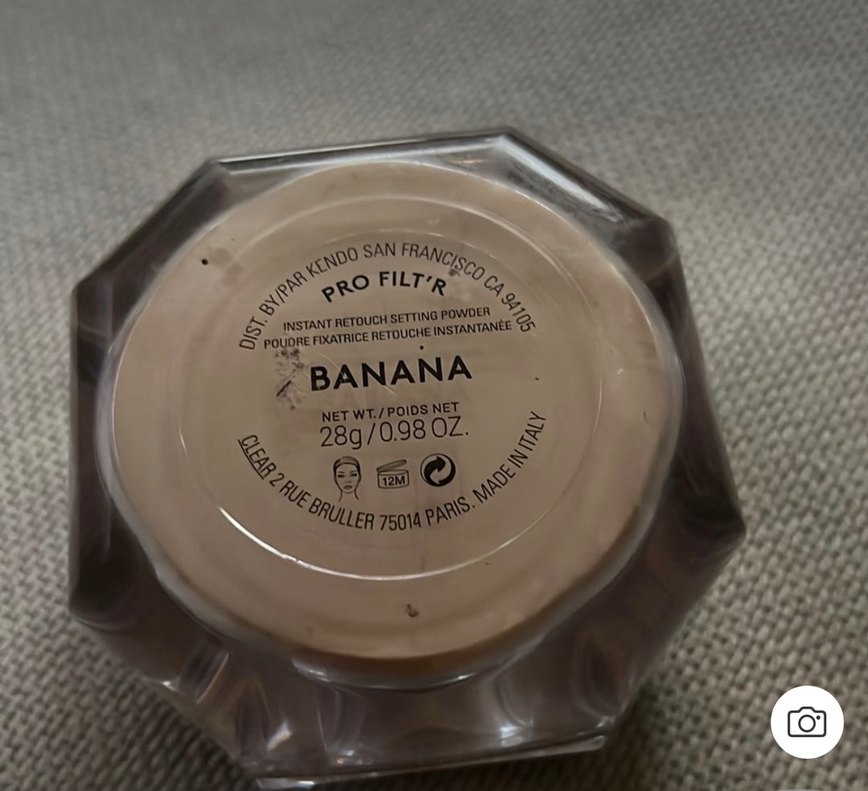 DIST. BY/PAR KENDO SAN FRANCISCO CA 94105
PRO FILT'R
INSTANT RETOUCH SETTING POWDER
POUDRE FIXATRICE RETOUCHE INSTANTANÉE
BANANA
NET WT./POIDS NET
28g/0.98 OZ.
12M
CLEAR 2 RUE BRULLER 75014 PARIS. MADE IN ITALY